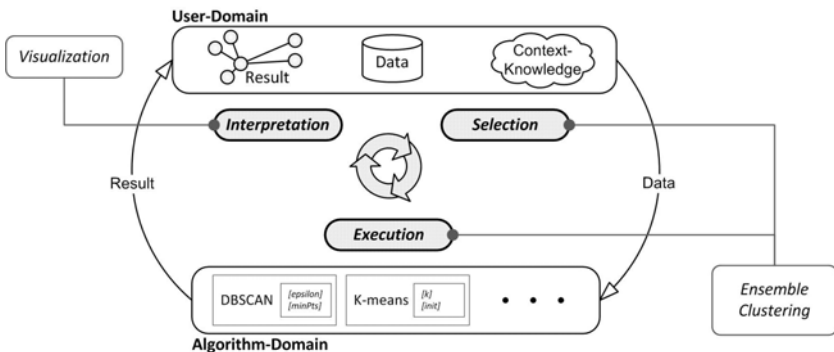 User-Domain
Visualization
Result
Data
Context-
Knowledge
Interpretation
Selection
Result
Data
Execution
DBSCAN
[epsilon]
[minPts]
K-means
[k]
[init]
• • •
Ensemble
Clustering
Algorithm-Domain